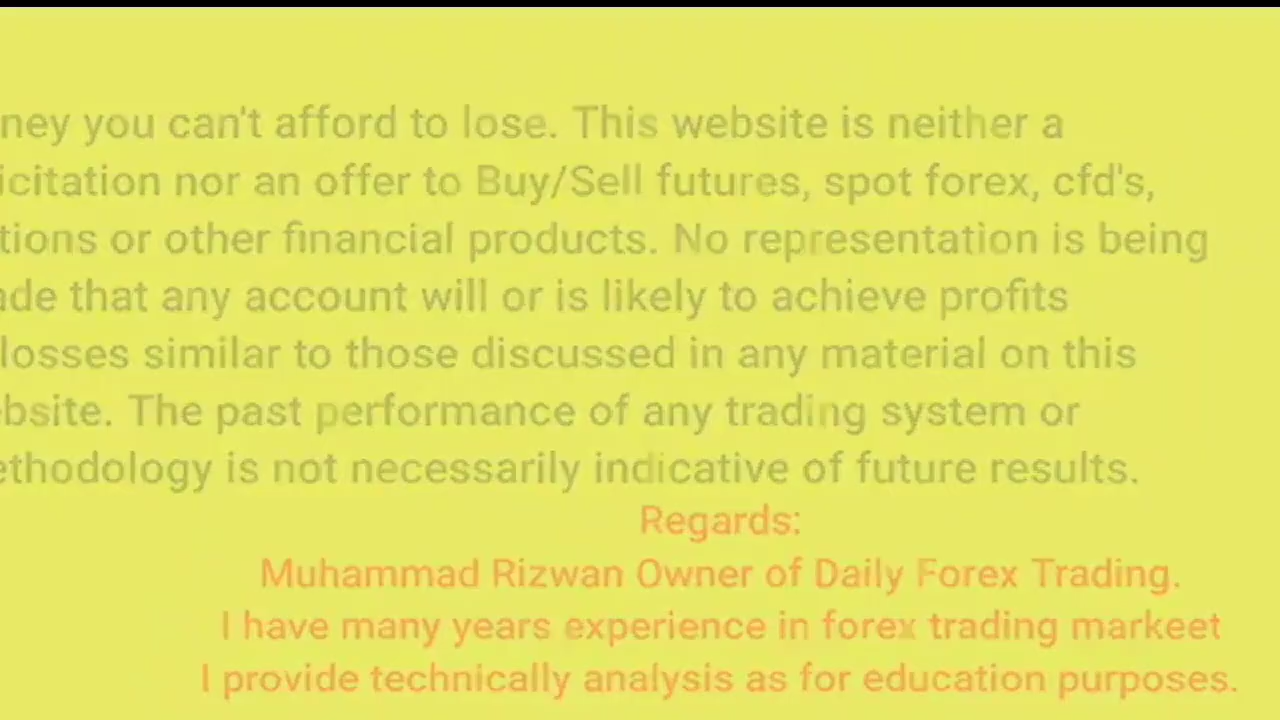 ney you can't afford to lose. This website is neither a
icitation nor an offer to Buy/Sell futures, spot forex, cfd's,
tions or other financial products. No representation is being
ade that any account will or is likely to achieve profits
losses similar to those discussed in any material on this
ebsite. The past performance of any trading system or
ethodology is not necessarily indicative of future results.
Regards:
Muhammad Rizwan Owner of Daily Forex Trading.
I have many years experience in forex trading markeet
I provide technically analysis as for education purposes.